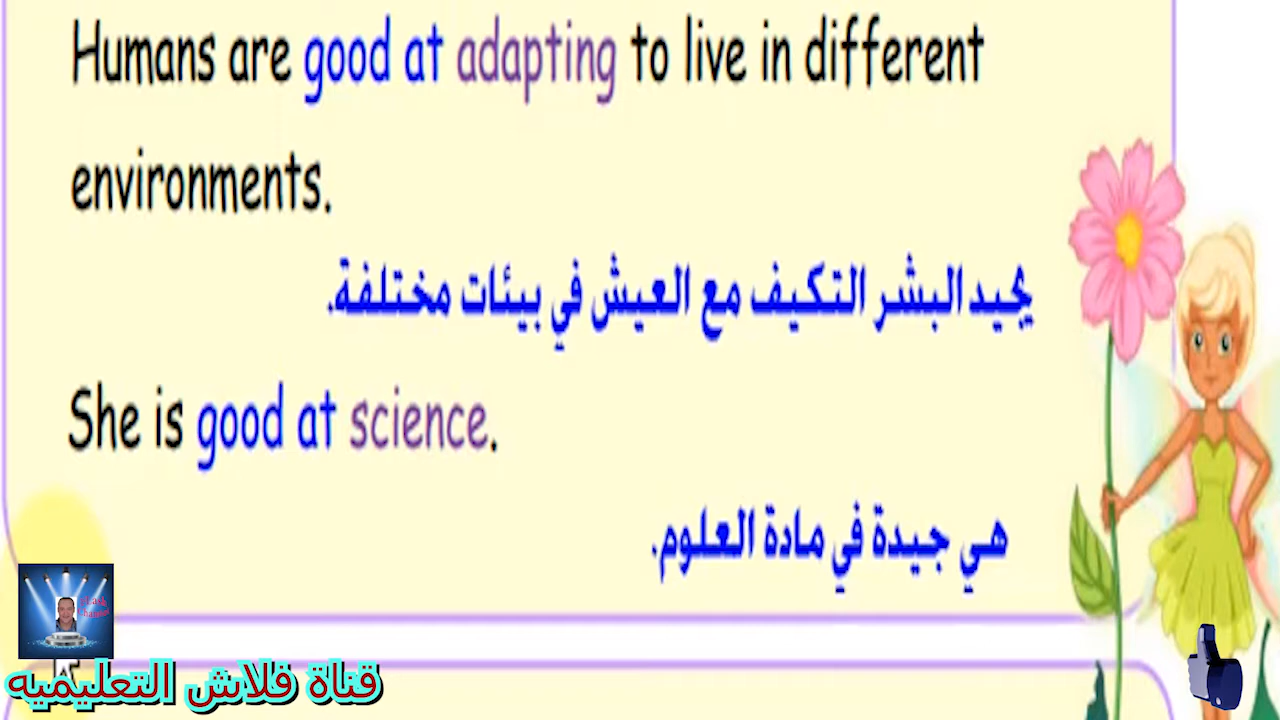 Humans are good at adapting to live in different
environments.
يجيد البشر التكيف مع العيش في بيئات مختلفة.
She is good at science.
هي جيدة في مادة العلوم.
قناة فلاش التعليميه